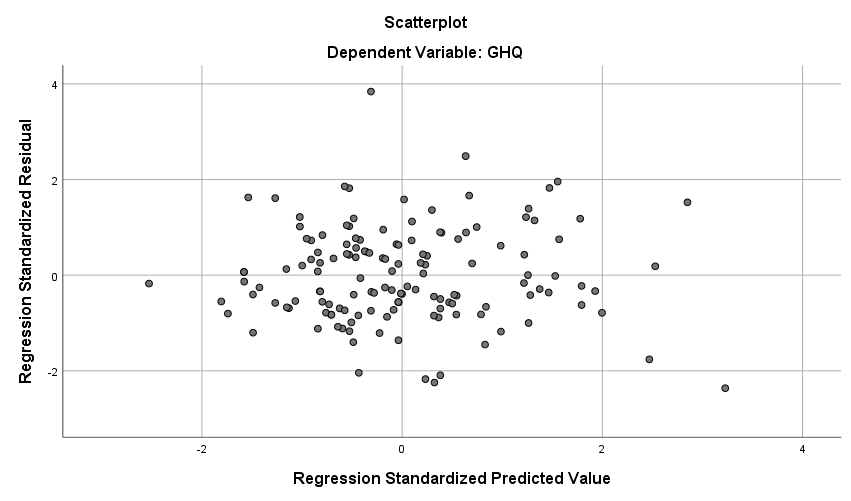 Scatterplot
Dependent Variable: GHQ
Regression Standardized Residual
4
2
0
-2
-2
0
2
4
Regression Standardized Predicted Value